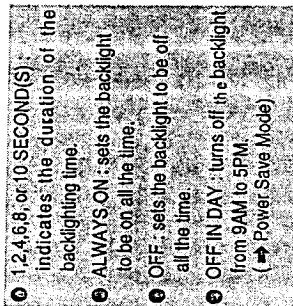 1,2,4,6,8, or 10 SECOND(S) :
indicates the duration of the
backlighting time.
ALWAYS ON : sets the backlight
to be on all the time.
OFF : sets the backlight to be off
all the time.
OFF IN DAY : turns off the backlight
from 9AM to 5PM.
( ➡ Power Save Mode)